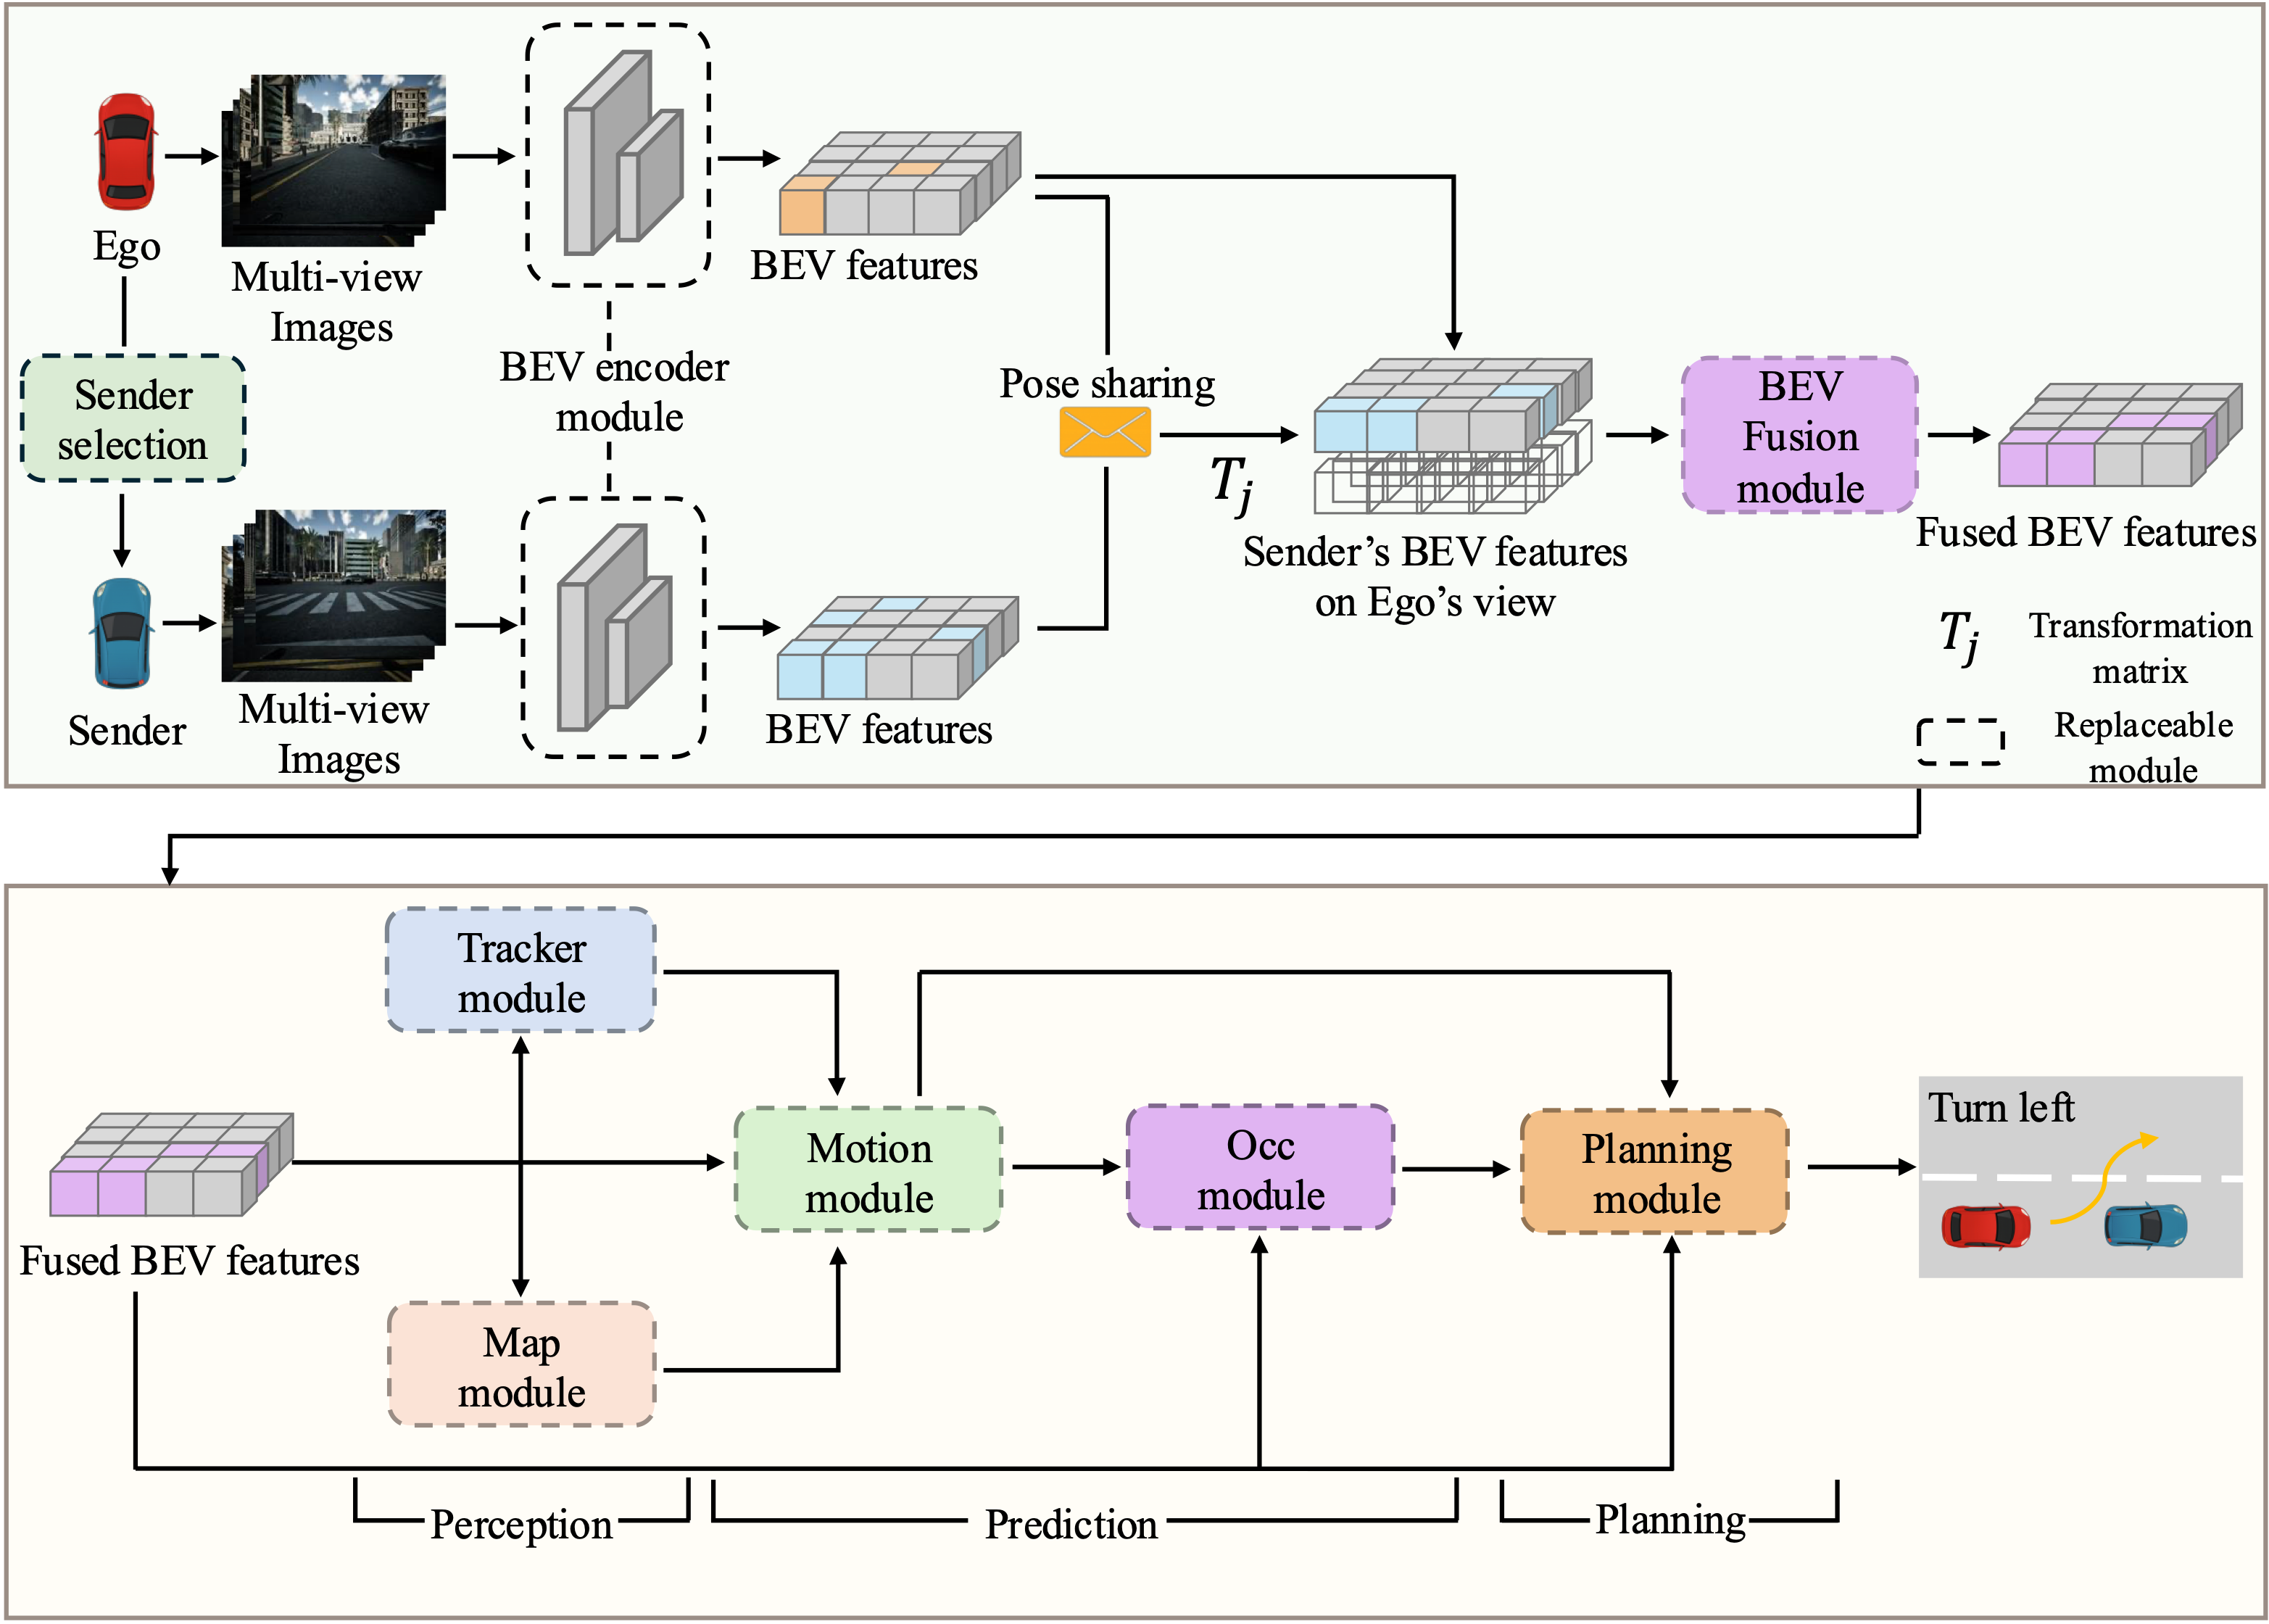 Ego
Multi-view
Images
BEV features
BEV encoder
module
Sender
selection
Pose sharing
T_j
Sender’s BEV features
on Ego’s view
BEV
Fusion
module
Fused BEV features
Sender
Multi-view
Images
BEV features
T_j
Transformation
matrix
Replaceable
module
Tracker
module
Motion
module
Occ
module
Planning
module
Turn left
Fused BEV features
Map
module
Perception
Prediction
Planning